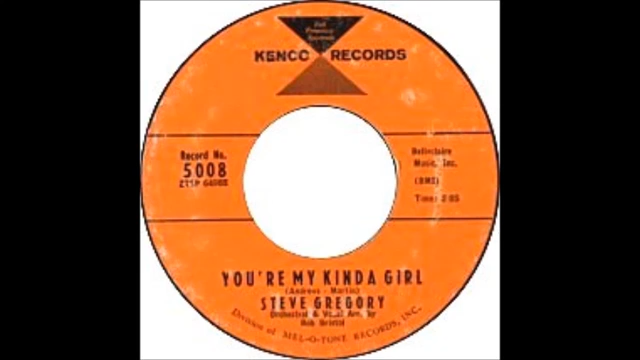 KENCO RECORDS
Record No.
5008
Bellechire
Music, Inc.
(BMI)
Time: 2:05
YOU'RE MY KINDA GIRL
(Andrews - Martin)
STEVE GREGORY
Orchestral & Vocal Arr. by
Bob Bristol
Division of MEL-O-TONE RECORDS, INC.